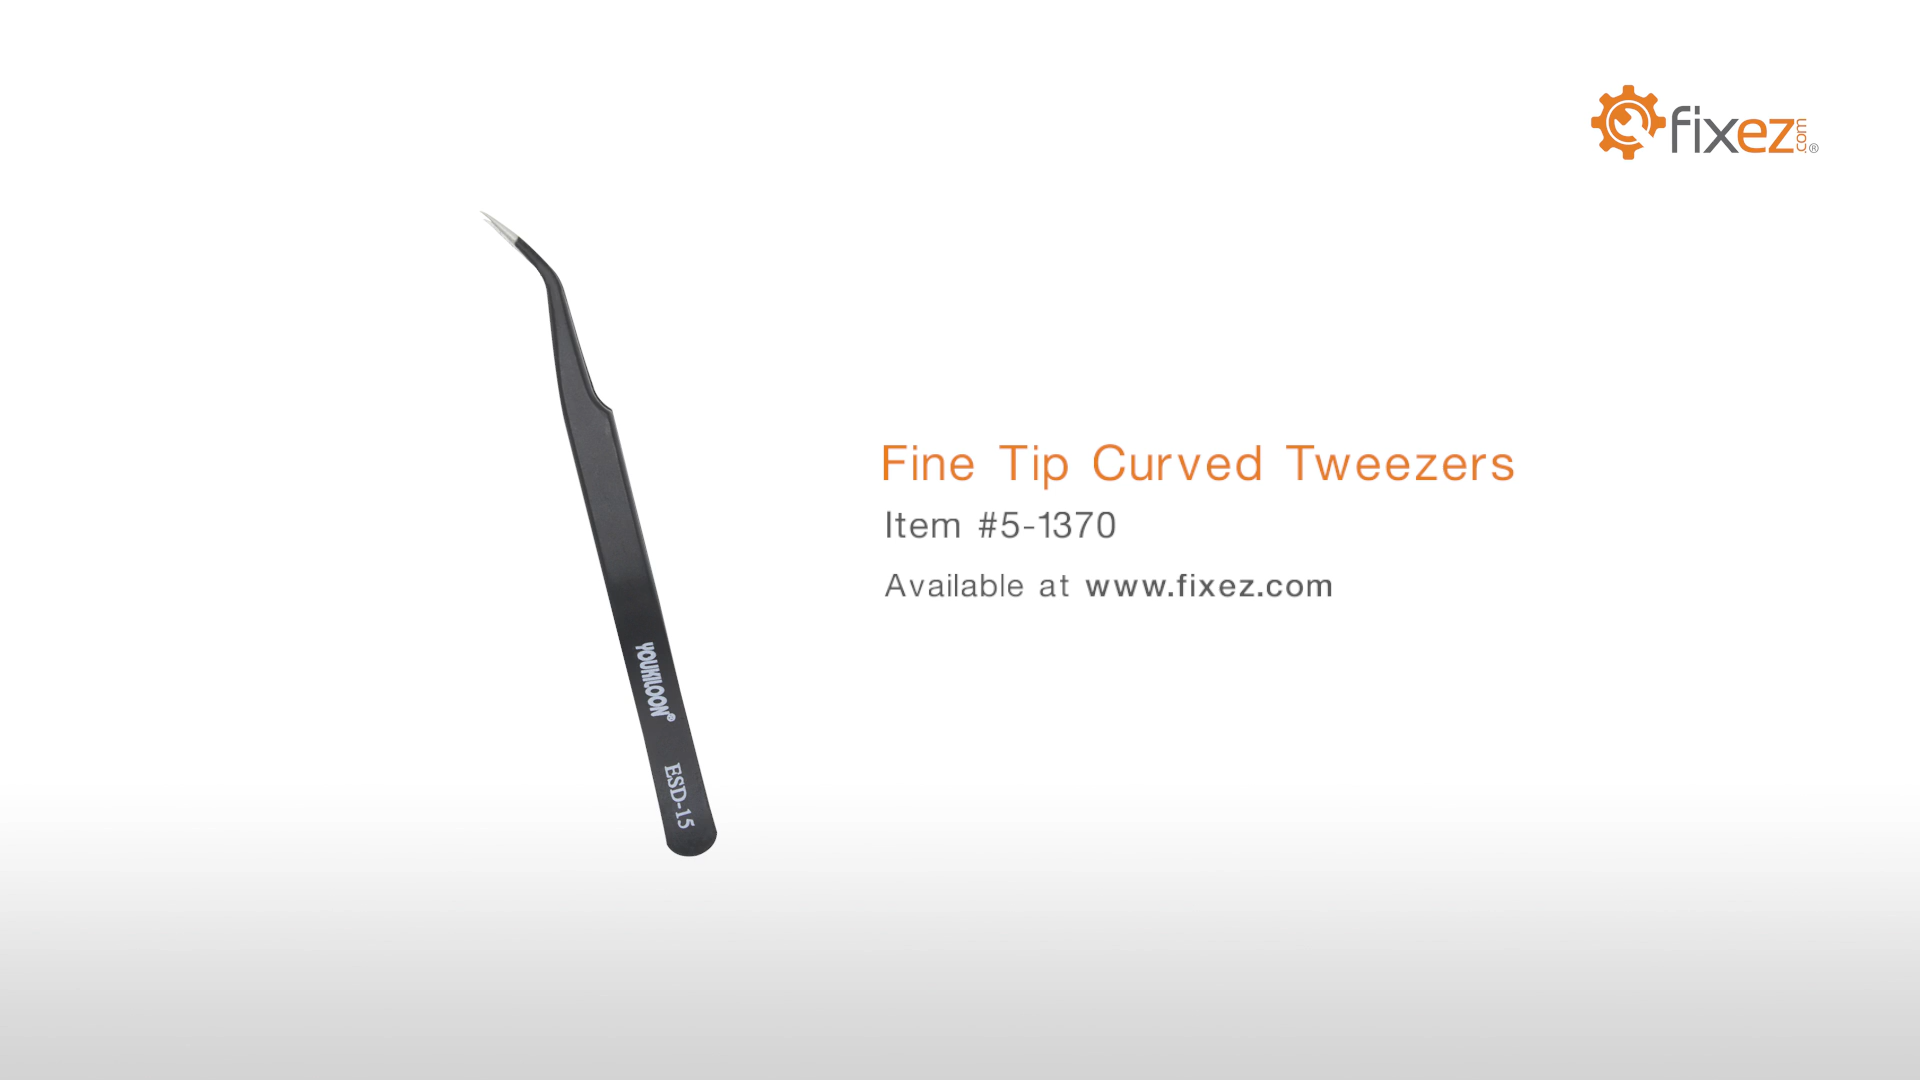 fixez.com®
Fine Tip Curved Tweezers
Item #5-1370
Available at www.fixez.com
YOUKILOON®
ESD-15